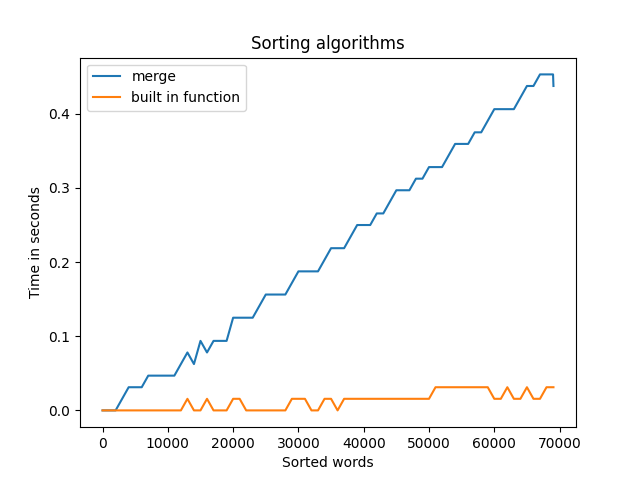 Sorting algorithms
merge
built in function
Time in seconds
0.4
0.3
0.2
0.1
0.0
0 10000 20000 30000 40000 50000 60000 70000
Sorted words